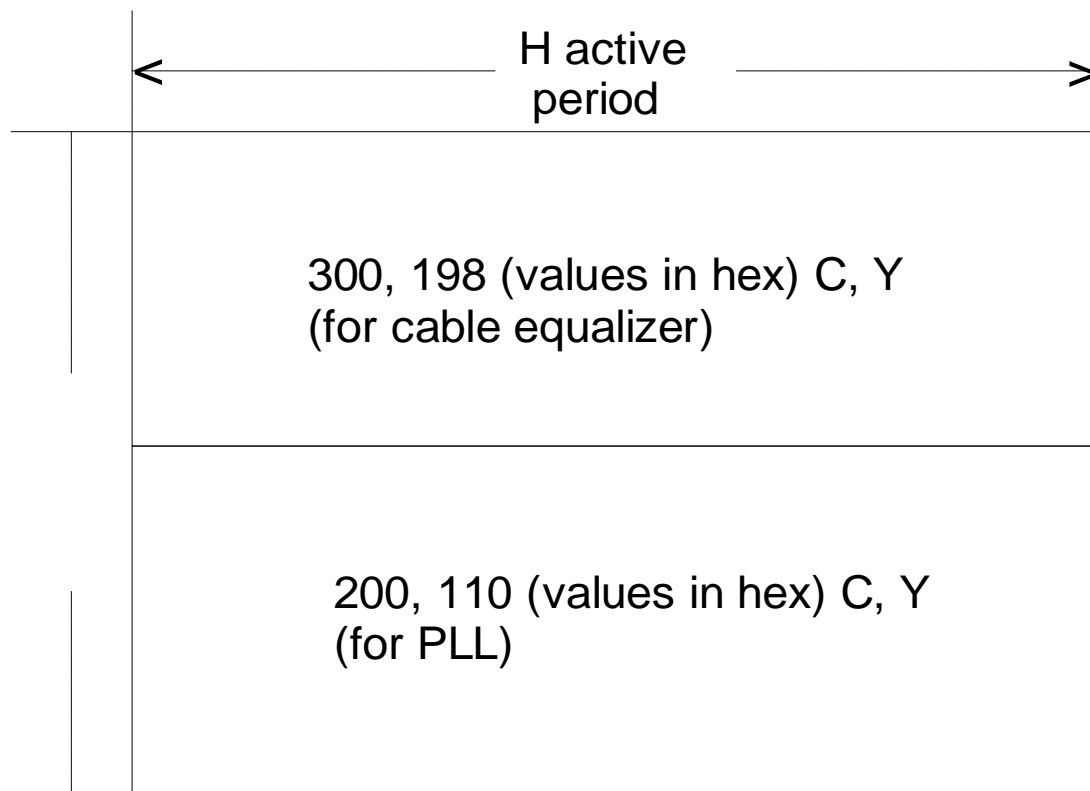 H active
period
300, 198 (values in hex) C, Y
(for cable equalizer)
200, 110 (values in hex) C, Y
(for PLL)